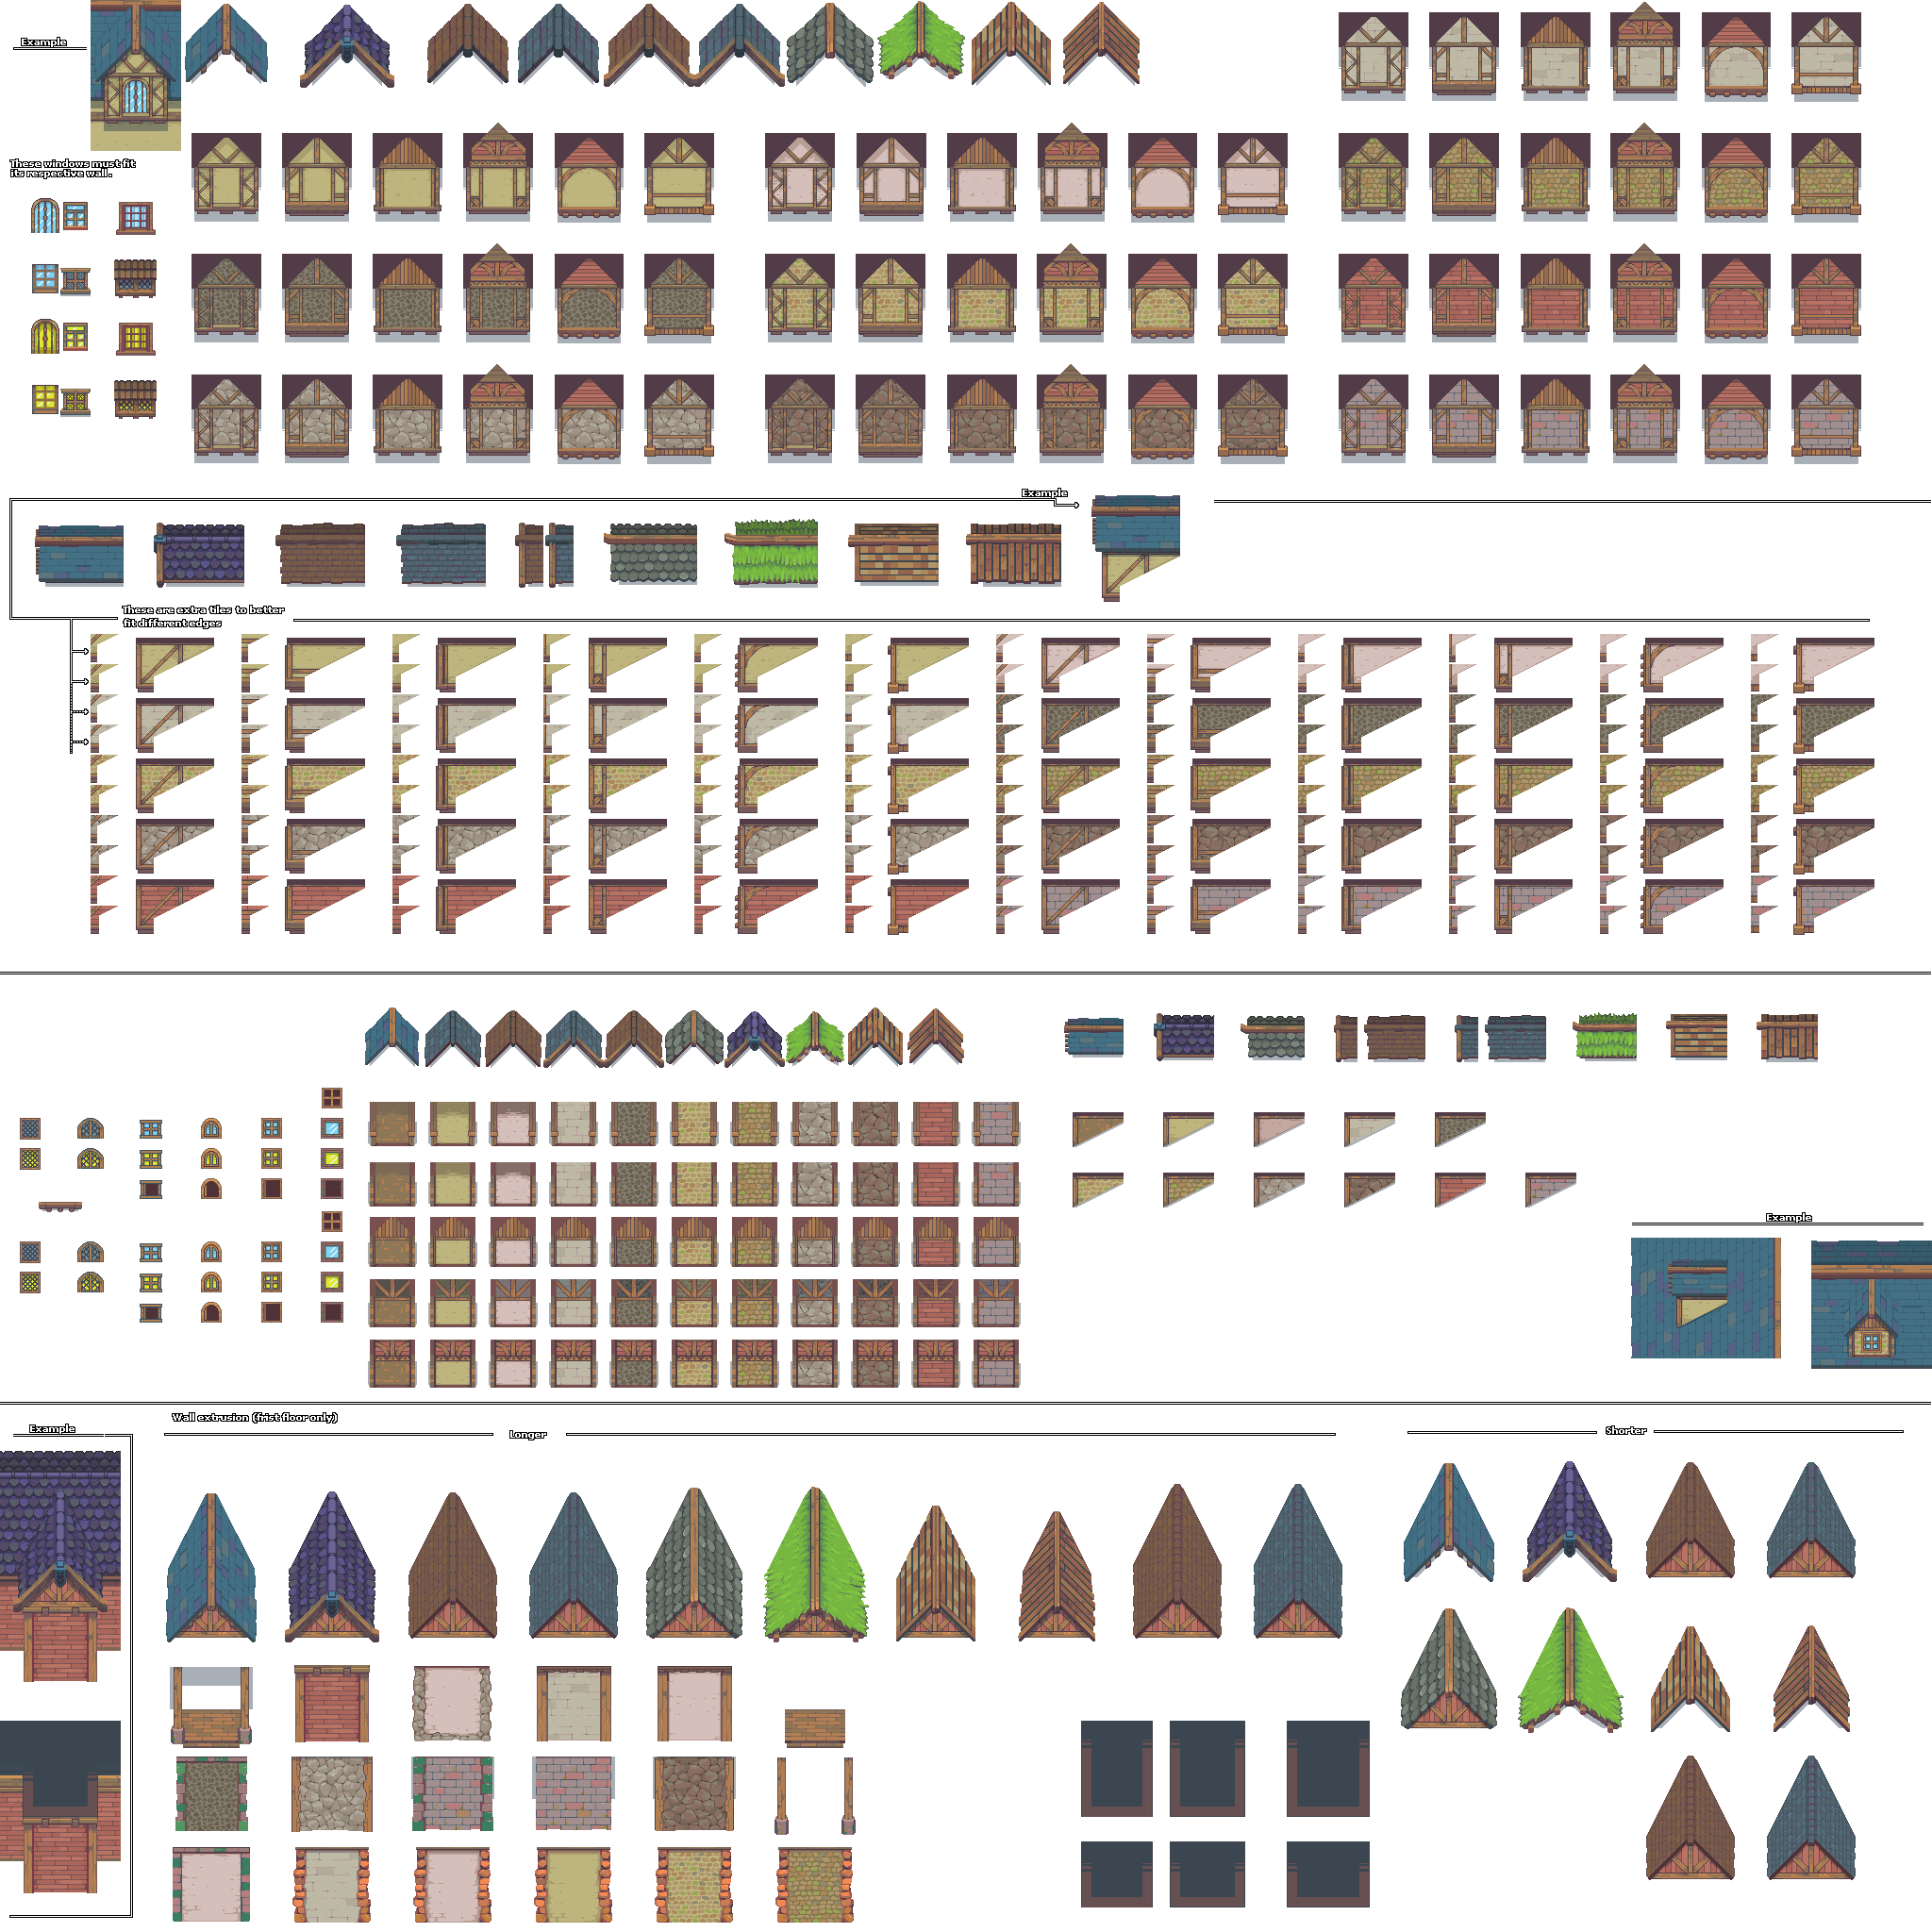 Example
These windows must fit
its respective wall.
Example
These are extra tiles to better
fit different edges
Example
Wall extrusion (frist floor only)
Example
Longer
Shorter